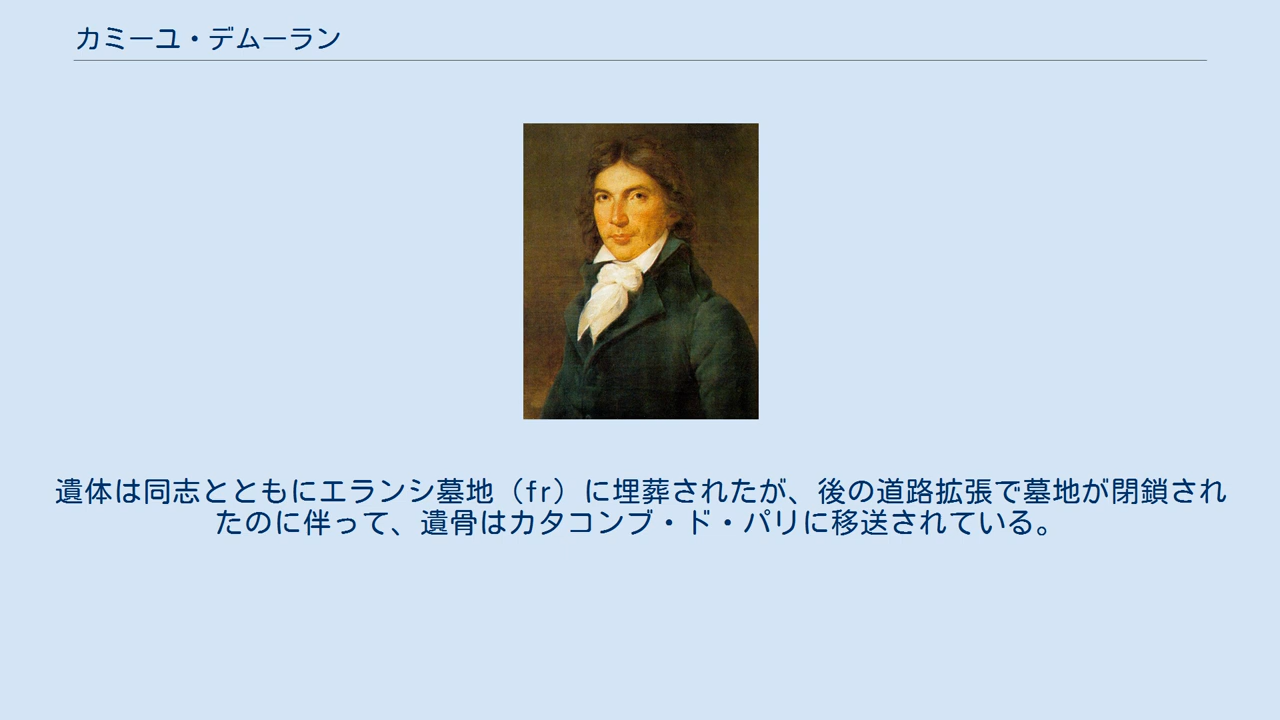 カミーユ・デムーラン
遺体は同志とともにエランシ墓地（fr）に埋葬されたが、後の道路拡張で墓地が閉鎖され
たのに伴って、遺骨はカタコンブ・ド・パリに移送されている。